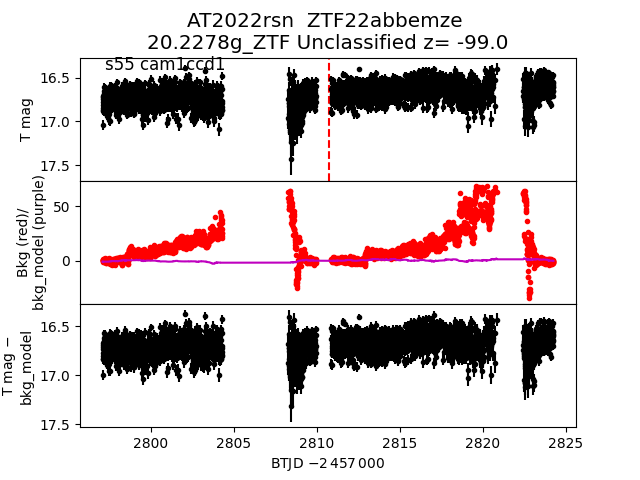 AT2022rsn  ZTF22abbemze
20.2278g_ZTF Unclassified z= -99.0
s55 cam1ccd1
T mag
16.5
17.0
17.5
Bkg (red)/
bkg_model (purple)
50
0
T mag −
bkg_model
16.5
17.0
17.5
2800
2805
2810
2815
2820
2825
BTJD −2 457 000